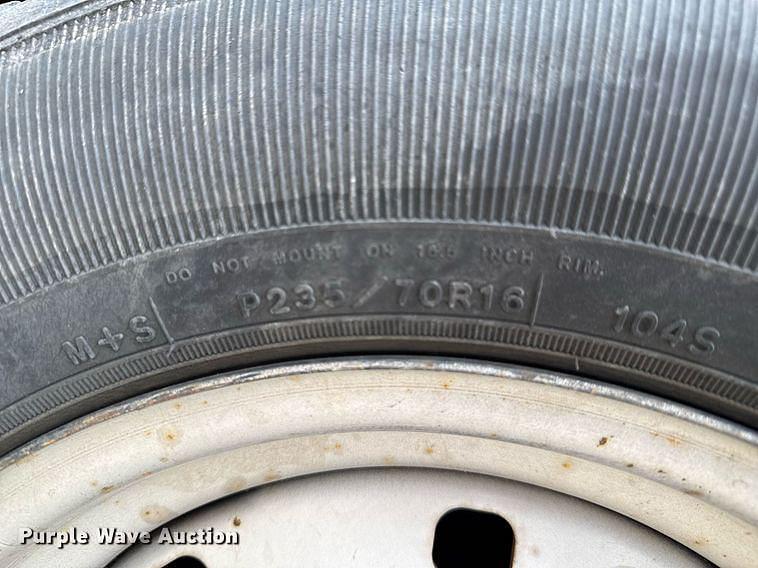 DO NOT MOUNT ON 16.5 INCH RIM.
M+S P235/70R16 104S
Purple Wave Auction